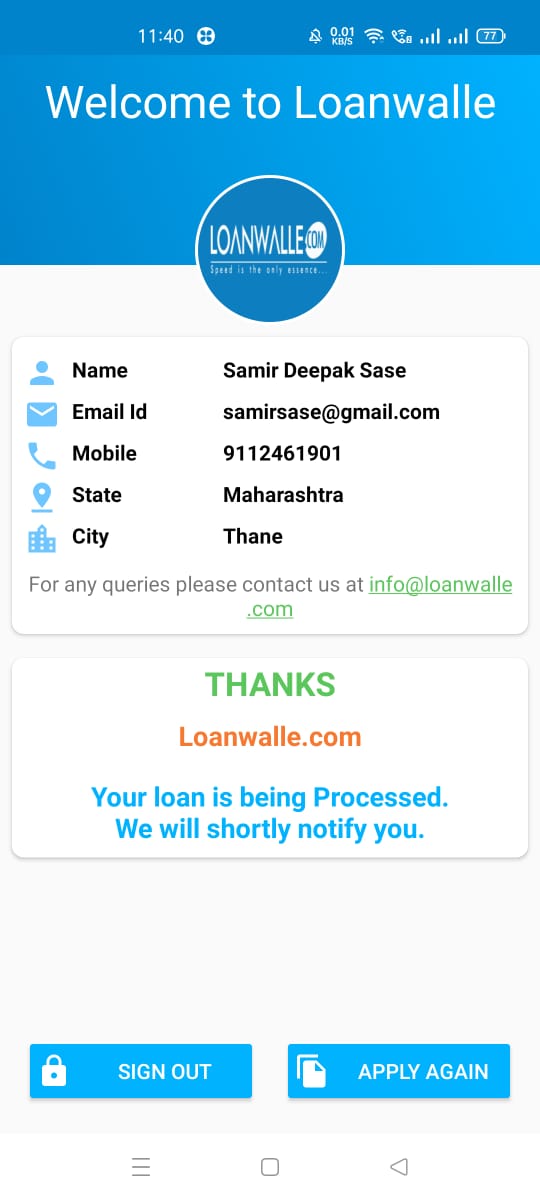 11:40 0.01 KB/S 77
Welcome to Loanwalle
LOANWALLE.COM
Speed is the only essence...
Name Samir Deepak Sase
Email Id samirsase@gmail.com
Mobile 9112461901
State Maharashtra
City Thane
For any queries please contact us at info@loanwalle
.com
THANKS
Loanwalle.com
Your loan is being Processed.
We will shortly notify you.
SIGN OUT APPLY AGAIN